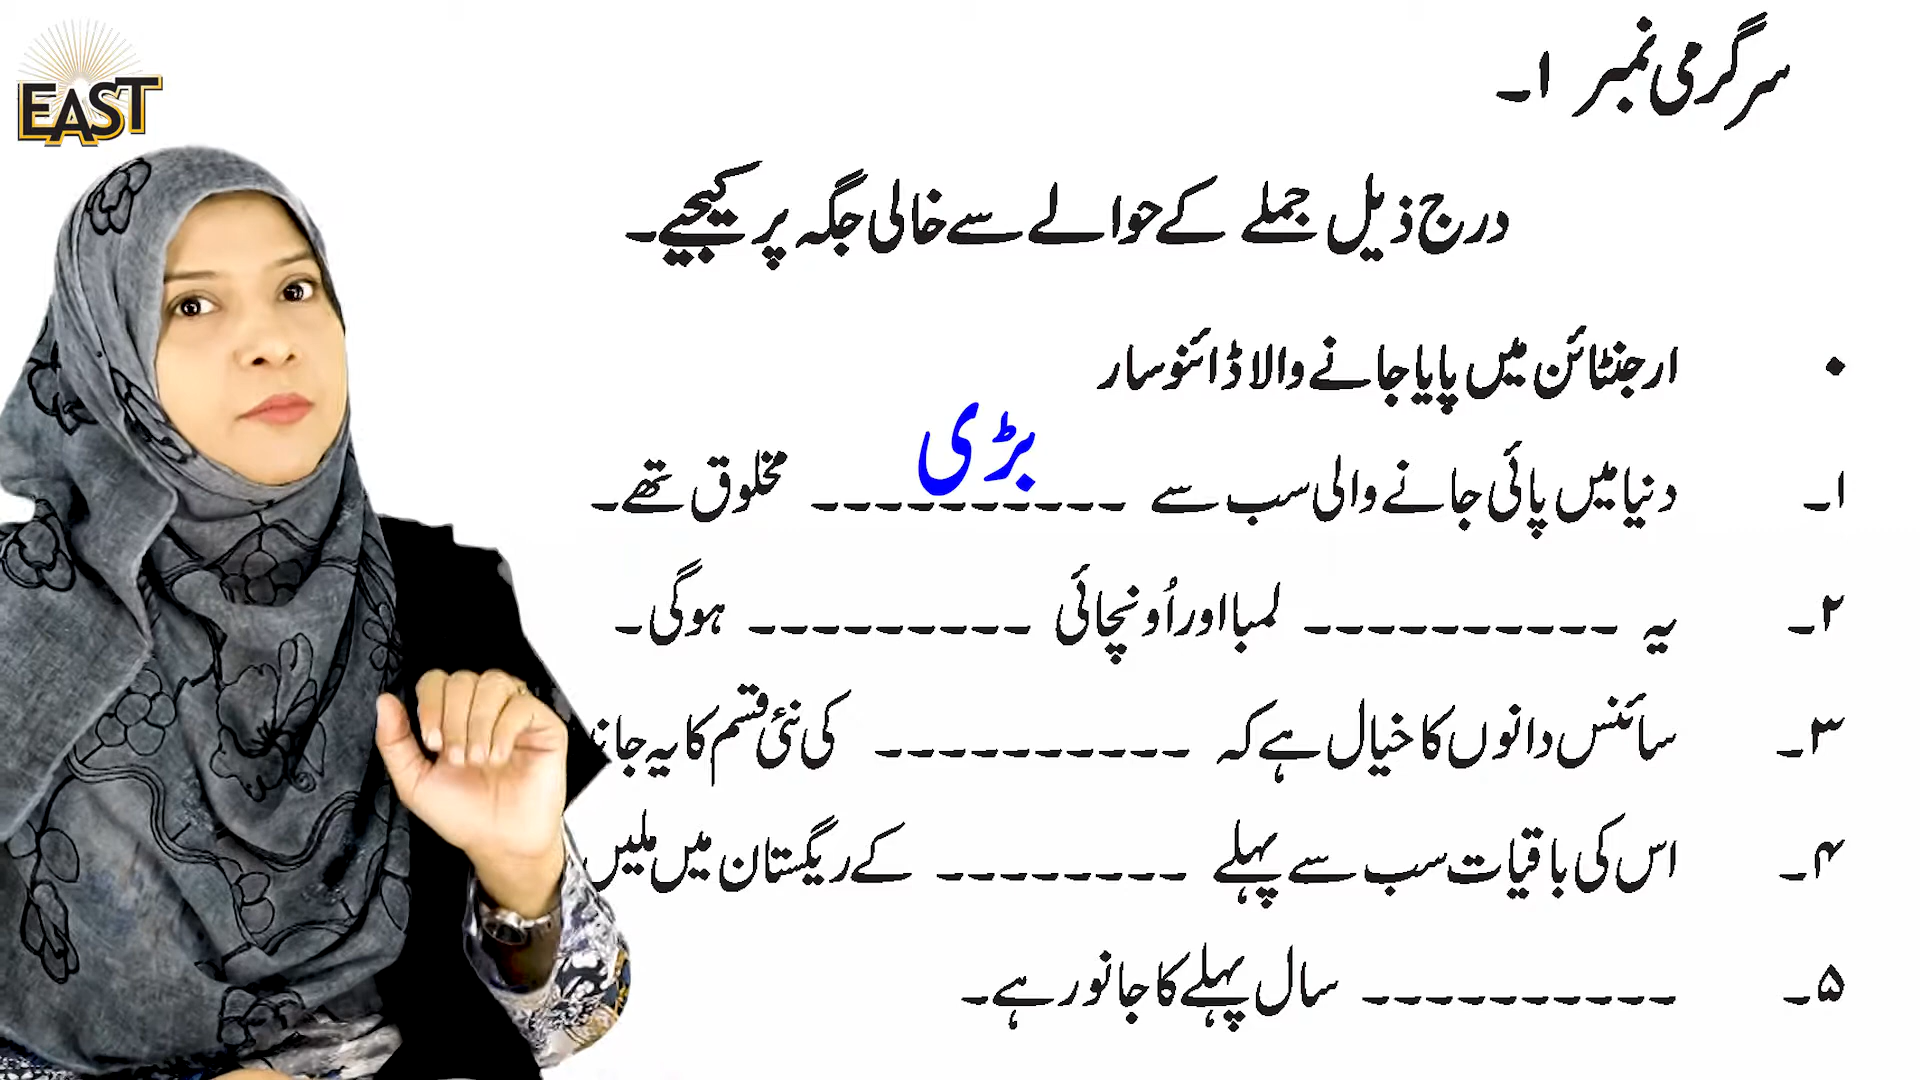 EAST
سرگرمی نمبر ۱۔
درج ذیل جملے کے حوالے سے خالی جگہ پر کیجیے۔
• ارجنٹائن میں پایا جانے والا ڈائنوسار
۱۔ دنیا میں پائی جانے والی سب سے ---------- بڑی مخلوق تھے۔
۲۔ یہ ---------- لمبا اور اُونچائی --------- ہوگی۔
۳۔ سائنس دانوں کا خیال ہے کہ ---------- کی نئی قسم کا یہ
۴۔ اس کی باقیات سب سے پہلے -------- کے ریگستان میں ملیں
۵۔ ---------- سال پہلے کا جانور ہے۔